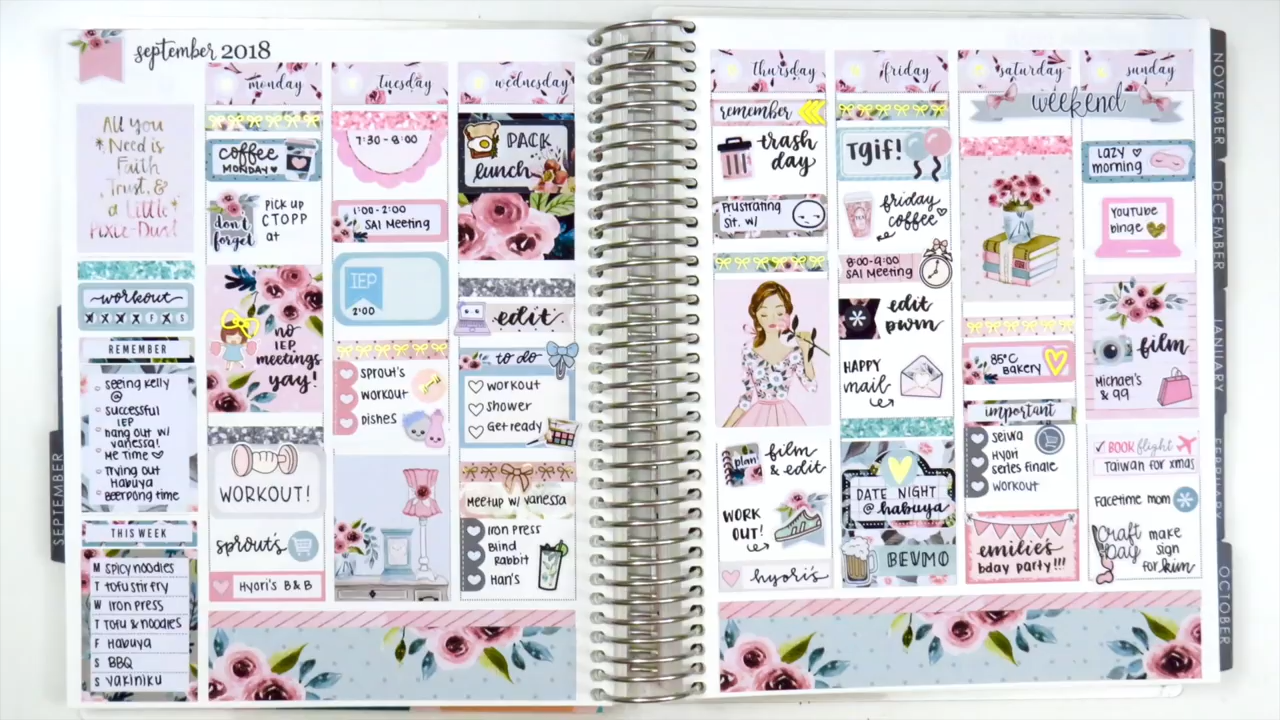 september 2018
All you
Need is
Faith
Trust, &
a Little
Pixie-Dust
workout
X X X X F X S
REMEMBER
seeing Kelly
@
successful
IEP
hang out w/
vanessa!
Me Time
Trying out
Habuya
Beerpong time
THIS WEEK
M spicy noodles
T Tofu stir fry
W Iron Press
T Tofu & noodles
F Habuya
S BBQ
S Yakiniku
monday
coffee
MONDAY
don't
forget
pick up
CTOPP
at
no
IEP
meetings
yay!
WORKOUT!
sprouts
Hyori's B&B
Tuesday
7:30-8:00
1:00-2:00
SAI Meeting
IEP
2:00
sprout's
workout
dishes
wednesday
PACK
lunch
edit
to do
workout
shower
Get ready
Meetup w/ vanessa
Iron Press
Blind
Rabbit
Han's
thursday
remember
trash
day
Frustrating
sit. w/
plan
film
& edit
WORK
OUT!
hyori's
friday
Tgif!
friday
coffee
8:00-9:00
SAI Meeting
edit
pwm
HAPPY
mail
DATE NIGHT
@ habuya
BEVMO
saturday
weekend
85°C
Bakery
important
seiwa
Hyori
series finale
workout
emilie's
bday party!!!
sunday
LAZY
morning
YouTube
binge
film
Michael's
& 99
BOOK flight
Taiwan for xmas
Facetime mom
Craft
Day
make
sign
for kim
SEPTEMBER
NOVEMBER
DECEMBER
JANUARY
FEBRUARY
OCTOBER